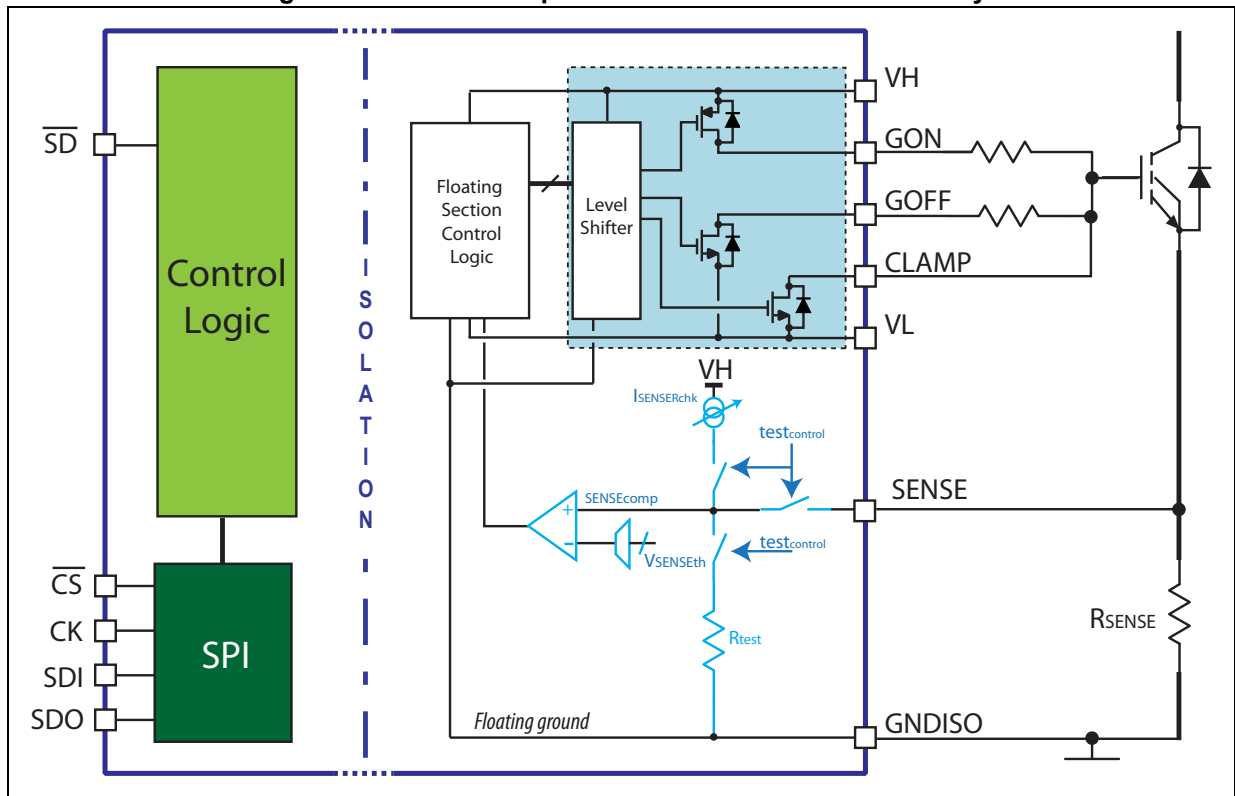 SD
Control
Logic
CS
CK
SDI
SDO
SPI
ISOLATION
Floating
Section
Control
Logic
Level
Shifter
VH
GON
GOFF
CLAMP
VL
VH
ISENSERchk
testcontrol
SENSEcomp
+
-
VSENSEth
testcontrol
SENSE
Rtest
RSENSE
Floating ground
GNDISO